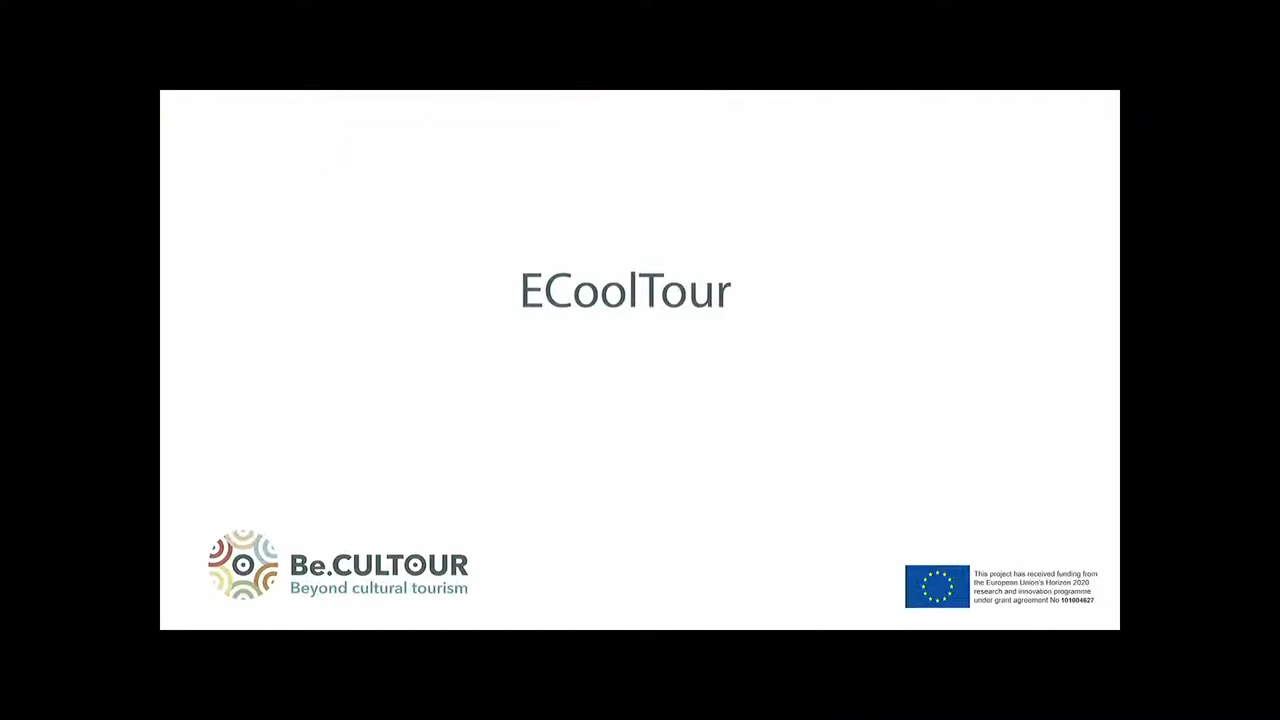 ECoolTour
Be.CULTOUR
Beyond cultural tourism
This project has received funding from
the European Union's Horizon 2020
research and innovation programme
under grant agreement No 101004627